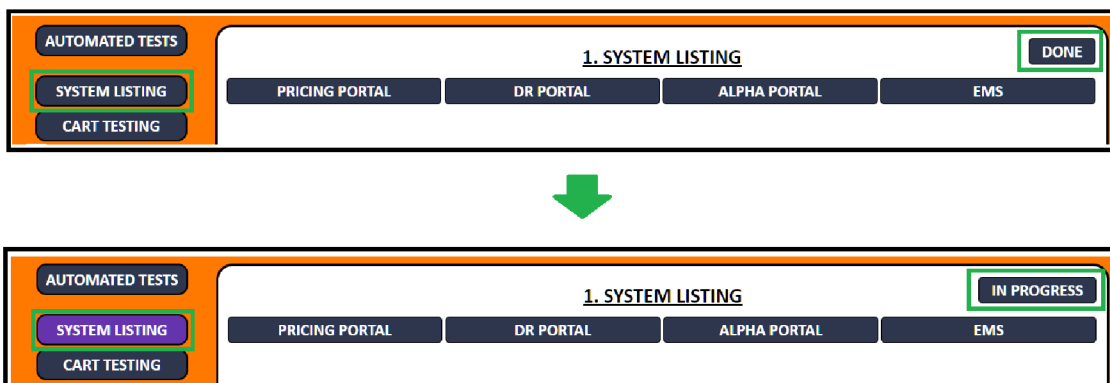 AUTOMATED TESTS
1. SYSTEM LISTING
DONE
SYSTEM LISTING
PRICING PORTAL
DR PORTAL
ALPHA PORTAL
EMS
CART TESTING
AUTOMATED TESTS
1. SYSTEM LISTING
IN PROGRESS
SYSTEM LISTING
PRICING PORTAL
DR PORTAL
ALPHA PORTAL
EMS
CART TESTING